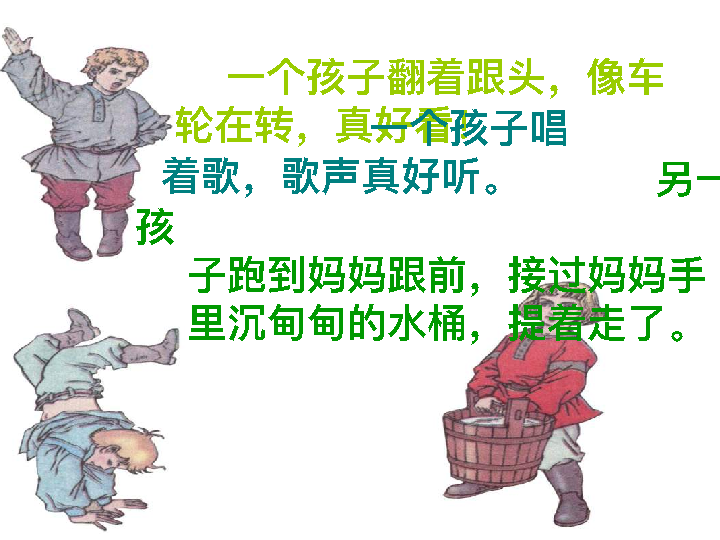 一个孩子翻着跟头，像车
轮在转，真好看
一个孩子唱
着歌，歌声真好听。
另一
孩
子跑到妈妈跟前，接过妈妈手
里沉甸甸的水桶，提着走了。